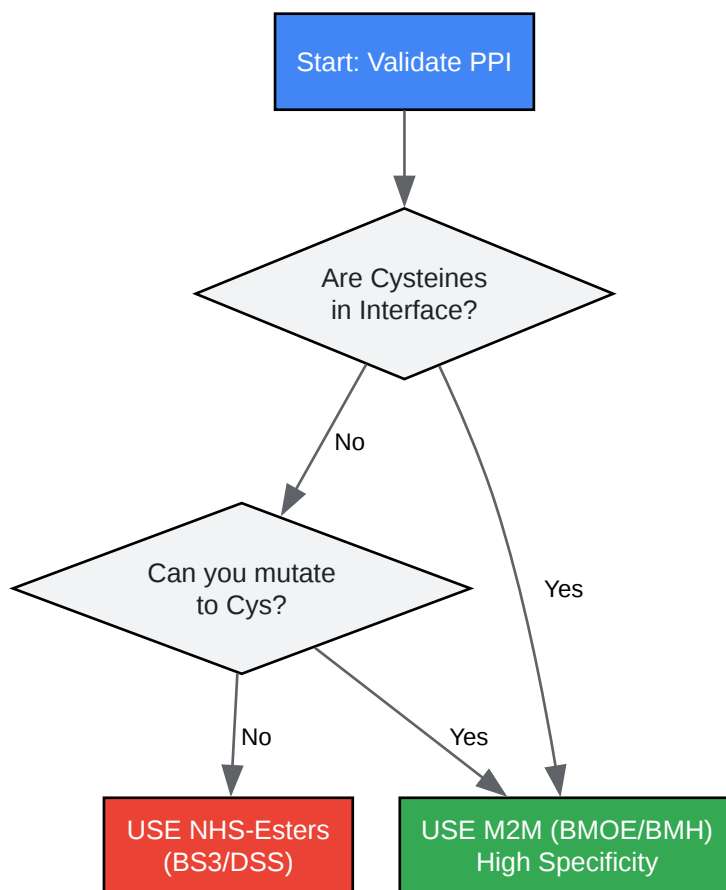 Start: Validate PPI
Are Cysteines
in Interface?
No
Can you mutate
to Cys?
Yes
No
Yes
USE NHS-Esters
(BS3/DSS)
USE M2M (BMOE/BMH)
High Specificity